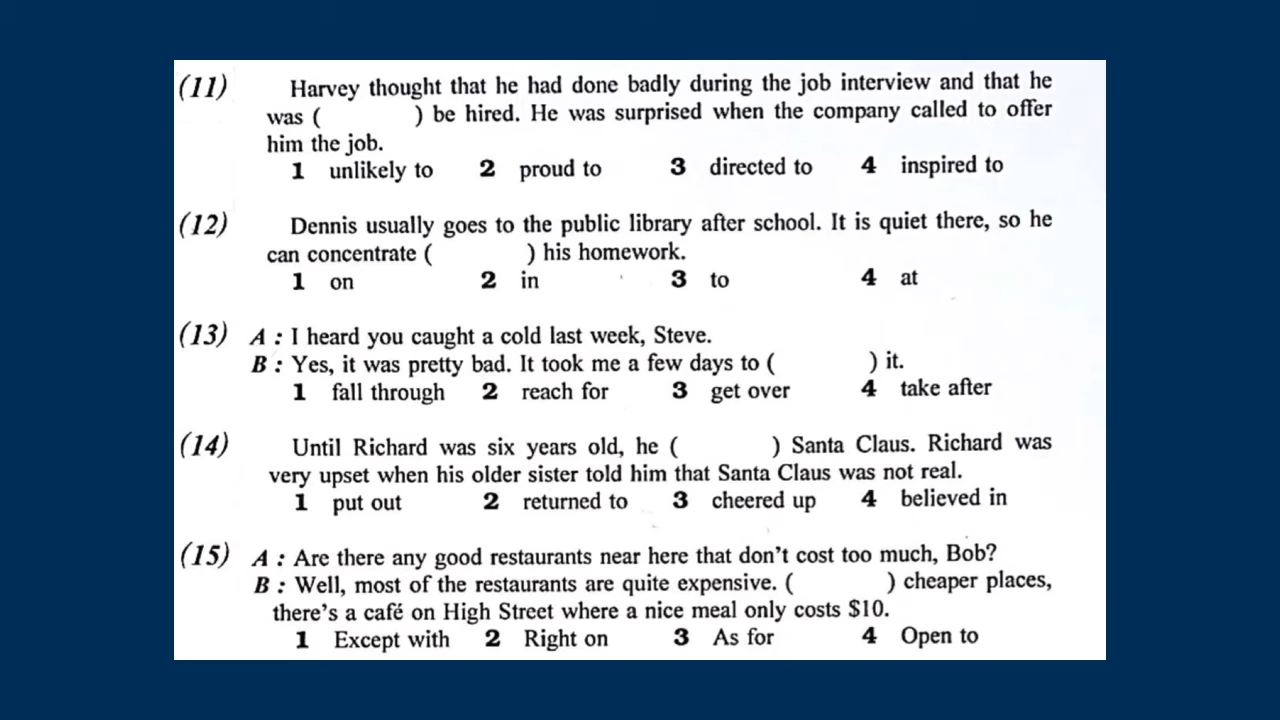 (11) Harvey thought that he had done badly during the job interview and that he
was ( ) be hired. He was surprised when the company called to offer
him the job.
1 unlikely to 2 proud to 3 directed to 4 inspired to
(12) Dennis usually goes to the public library after school. It is quiet there, so he
can concentrate ( ) his homework.
1 on 2 in 3 to 4 at
(13) A : I heard you caught a cold last week, Steve.
B : Yes, it was pretty bad. It took me a few days to ( ) it.
1 fall through 2 reach for 3 get over 4 take after
(14) Until Richard was six years old, he ( ) Santa Claus. Richard was
very upset when his older sister told him that Santa Claus was not real.
1 put out 2 returned to 3 cheered up 4 believed in
(15) A : Are there any good restaurants near here that don't cost too much, Bob?
B : Well, most of the restaurants are quite expensive. ( ) cheaper places,
there's a café on High Street where a nice meal only costs $10.
1 Except with 2 Right on 3 As for 4 Open to